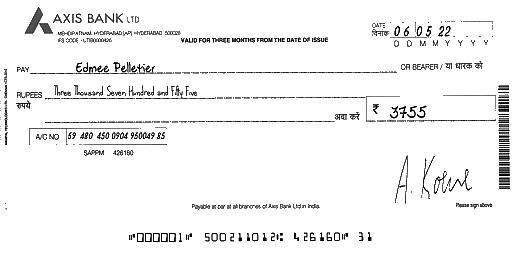 AXIS BANK LTD
MEHDIPATNAM, HYDERABAD [AP] HYDERABAD 500028
IFS CODE - UTIB0000426
VALID FOR THREE MONTHS FROM THE DATE OF ISSUE
DATE
दिनांक 06 05 22
D D M M Y Y Y Y
PAY Edmee Pelletier OR BEARER / या धारक को
RUPEES Three Thousand Seven Hundred and Fifty Five
रुपये
अदा करें ₹ 3755
A/C NO 59 480 450 0904 950049 85
SAPPM 426160
A. Kohn
Payable at par at all branches of Axis Bank Ltd in India.
Please sign above
⑈000001⑈ 500211012⑆ 426160⑈ 31